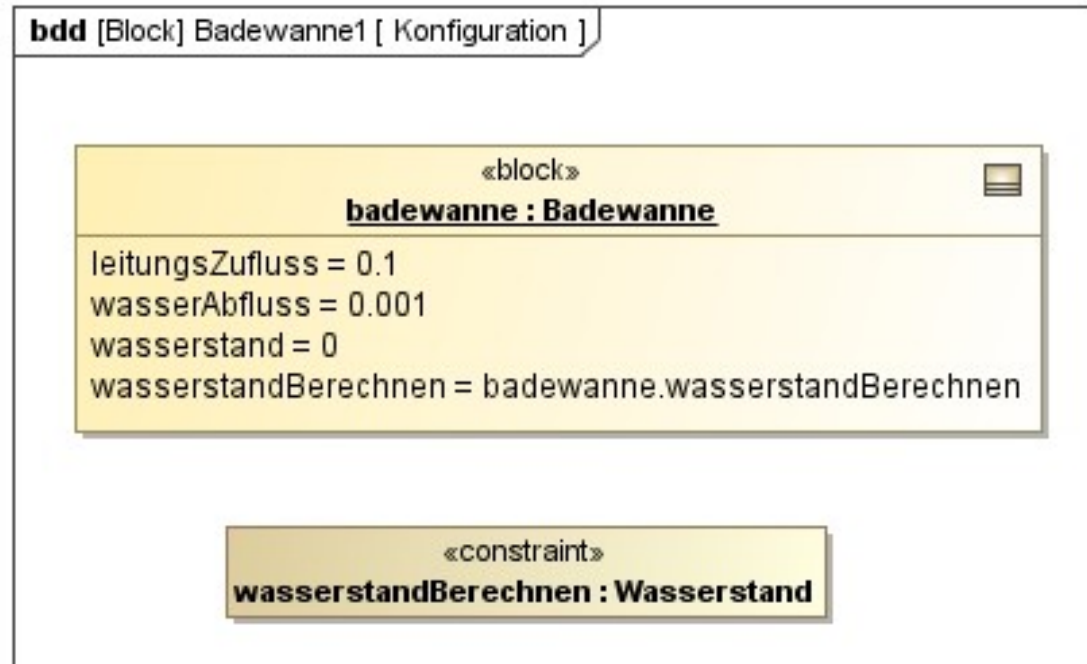 bdd [Block] Badewanne1 [ Konfiguration ]
«block»
badewanne : Badewanne
leitungsZufluss = 0.1
wasserAbfluss = 0.001
wasserstand = 0
wasserstandBerechnen = badewanne.wasserstandBerechnen
«constraint»
wasserstandBerechnen : Wasserstand